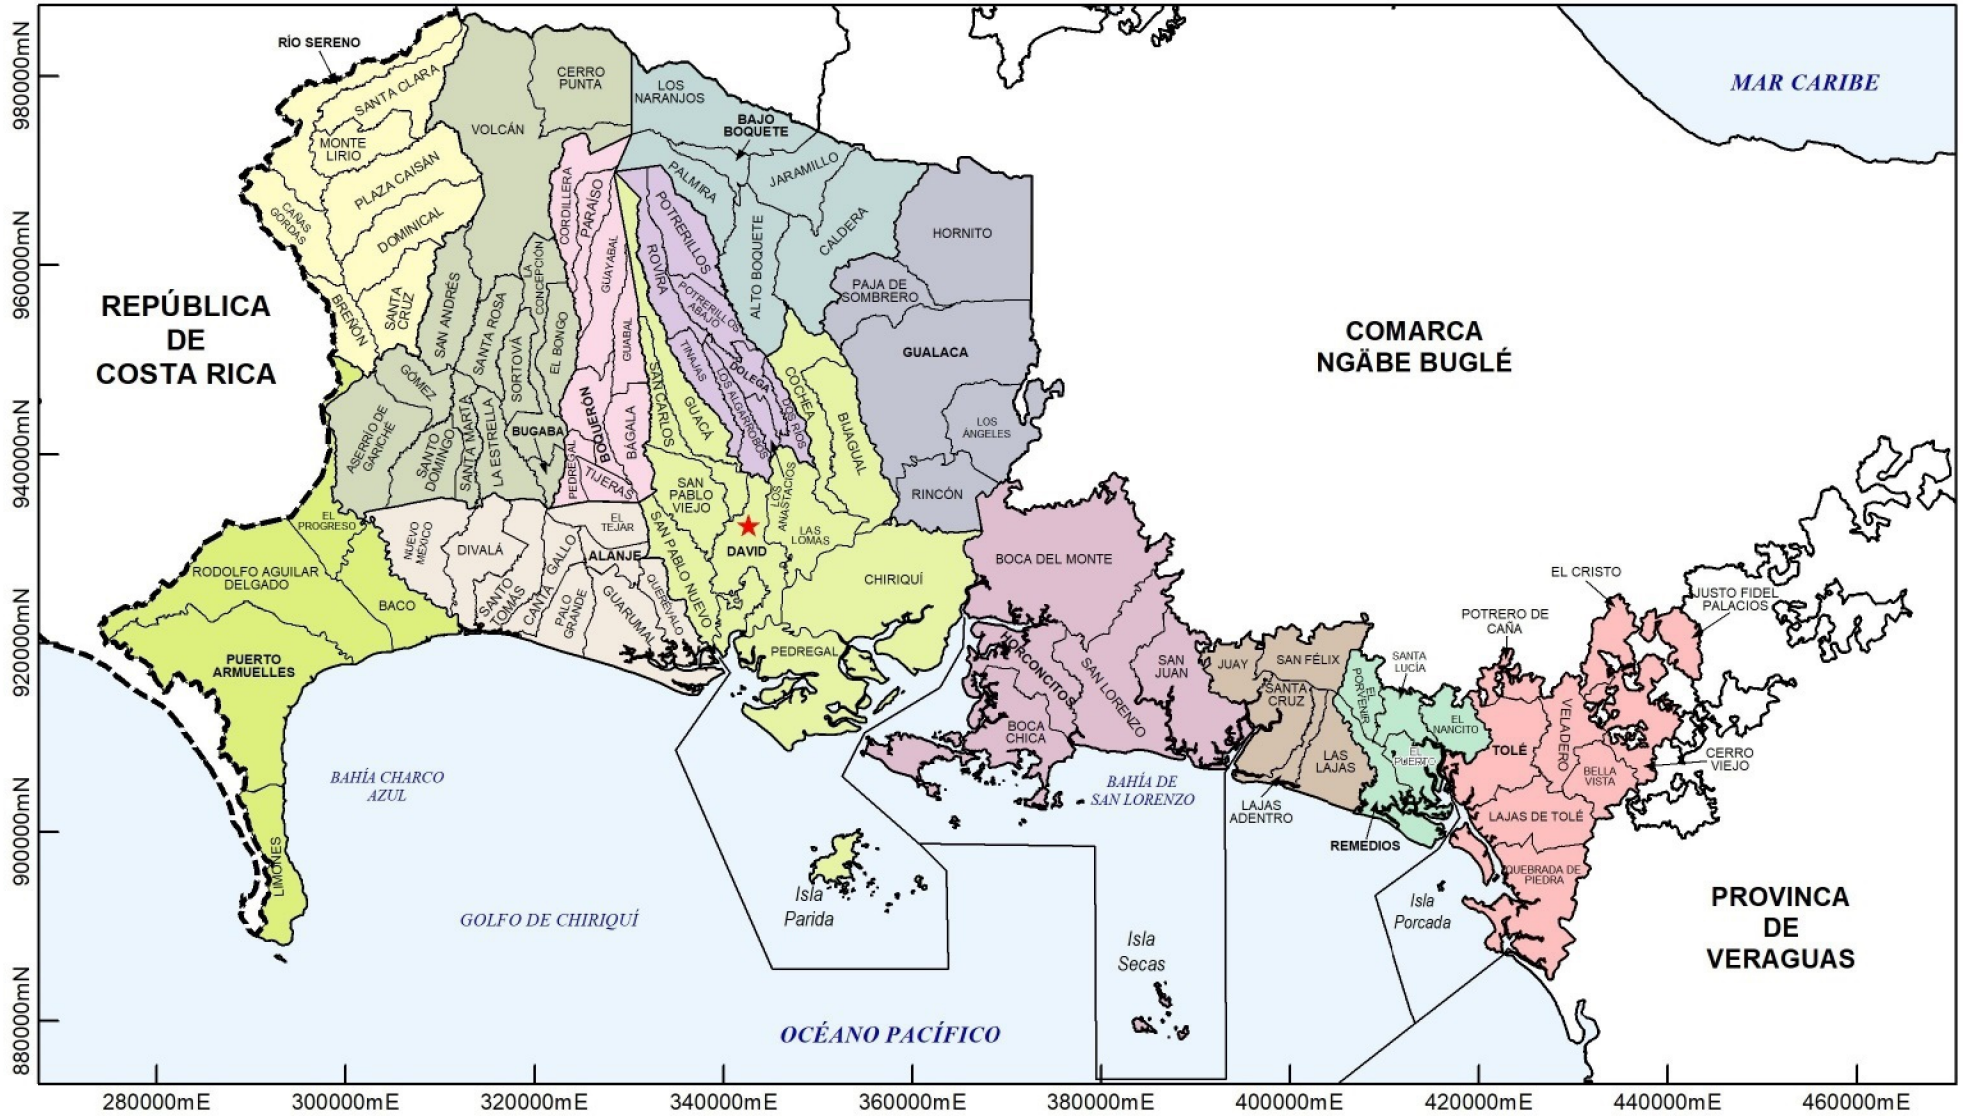 980000mN
960000mN
940000mN
920000mN
900000mN
880000mN
280000mE
300000mE
320000mE
340000mE
360000mE
380000mE
400000mE
420000mE
440000mE
460000mE
MAR CARIBE
REPÚBLICA
DE
COSTA RICA
COMARCA
NGÄBE BUGLÉ
PROVINCA
DE
VERAGUAS
OCÉANO PACÍFICO
GOLFO DE CHIRIQUÍ
BAHÍA CHARCO
AZUL
BAHÍA DE
SAN LORENZO
Isla
Parida
Isla
Secas
Isla
Porcada
RÍO SERENO
SANTA CLARA
MONTE
LIRIO
PLAZA CAISÁN
CAÑAS
GORDAS
DOMINICAL
BREÑÓN
SANTA
CRUZ
VOLCÁN
CERRO
PUNTA
SAN ANDRÉS
SANTA ROSA
LA
CONCEPCIÓN
SORTOVÁ
EL BONGO
GÓMEZ
ASERRÍO DE
GARICHÉ
SANTO
DOMINGO
SANTA MARTA
LA ESTRELLA
BUGABA
CORDILLERA
PARAÍSO
GUAYABAL
GUABAL
BOQUERÓN
BÁGALA
PEDREGAL
TIJERAS
LOS
NARANJOS
BAJO
BOQUETE
PALMIRA
JARAMILLO
ALTO BOQUETE
CALDERA
POTRERILLOS
ROVIRA
POTRERILLOS
ABAJO
TINAJAS
DOLEGA
LOS ALGARROBOS
DOS RÍOS
HORNITO
PAJA DE
SOMBRERO
GUALACA
LOS
ÁNGELES
RINCÓN
SAN CARLOS
GUACÁ
COCHEA
BIJAGUAL
SAN
PABLO
VIEJO
LOS
ANASTACIOS
LAS
LOMAS
DAVID
SAN PABLO NUEVO
CHIRIQUÍ
PEDREGAL
EL
PROGRESO
RODOLFO AGUILAR
DELGADO
BACO
PUERTO
ARMUELLES
LIMONES
NUEVO
MÉXICO
DIVALÁ
SANTO
TOMÁS
CANTA GALLO
EL
TEJAR
ALANJE
PALO
GRANDE
GUARUMAL
QUERÉVALO
BOCA DEL MONTE
HORCONCITOS
SAN LORENZO
SAN
JUAN
BOCA
CHICA
JUAY
SAN FÉLIX
SANTA
CRUZ
LAS
LAJAS
LAJAS
ADENTRO
EL
PORVENIR
SANTA
LUCÍA
EL
NANCITO
EL
PUERTO
REMEDIOS
POTRERO DE
CAÑA
EL CRISTO
JUSTO FIDEL
PALACIOS
TOLÉ
VELADERO
BELLA
VISTA
CERRO
VIEJO
LAJAS DE TOLÉ
QUEBRADA DE
PIEDRA